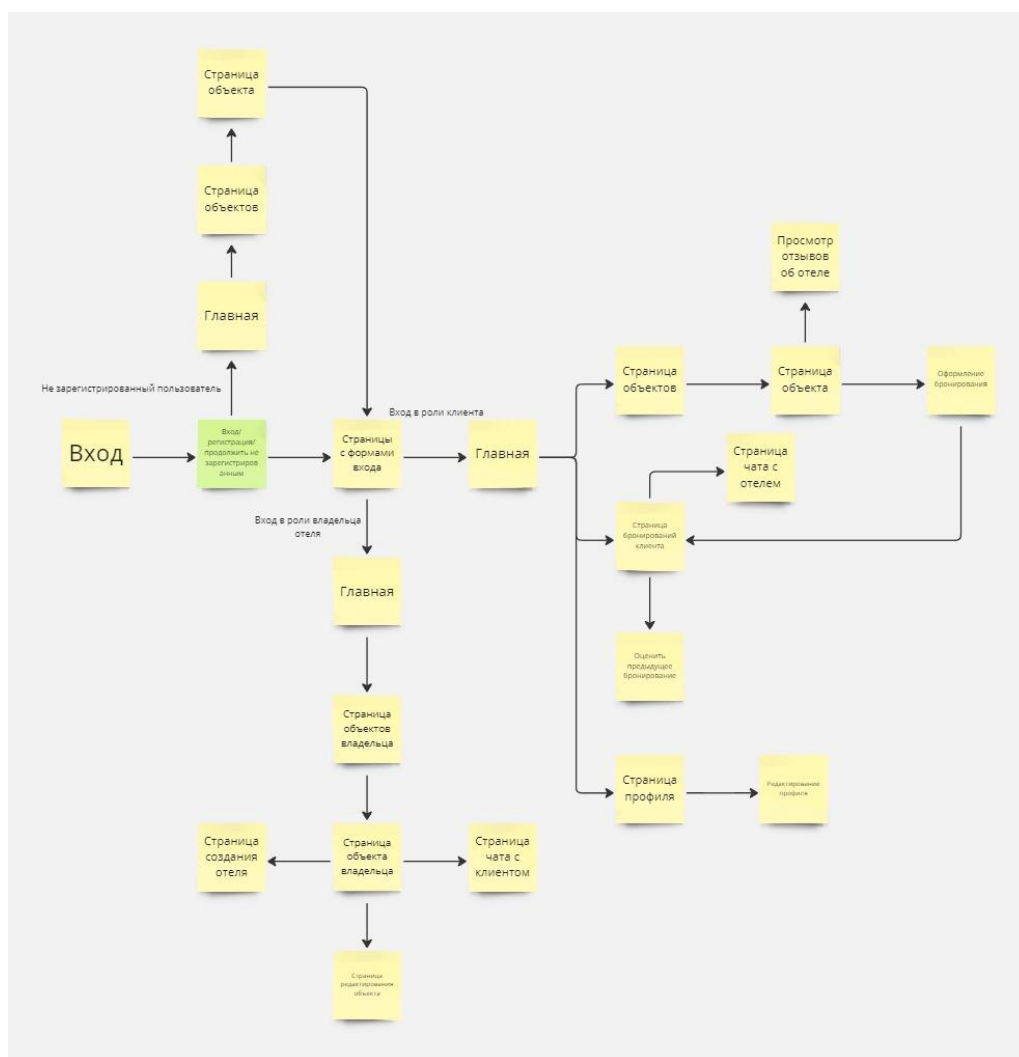 Страница
объекта
Страница
объектов
Главная
Не зарегистрированный пользователь
Вход
Вход/
регистрация/
продолжить не
зарегистриров
анным
Страницы
с формами
входа
Вход в роли клиента
Главная
Страница
объектов
Страница
объекта
Просмотр
отзывов
об отеле
Оформление
бронирования
Страница
чата с
отелем
Страница
бронирований
клиента
Оценить
предыдущее
бронирование
Страница
профиля
Редактирование
профиля
Вход в роли владельца
отеля
Главная
Страница
объектов
владельца
Страница
создания
отеля
Страница
объекта
владельца
Страница
чата с
клиентом
Страница
редактирования
объекта